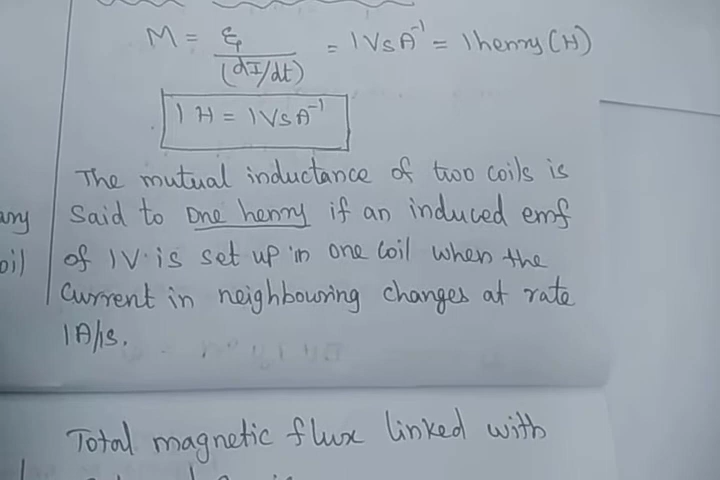 M = ξ/(dI/dt) = 1VsA⁻¹ = 1henry(H)
1 H = 1VsA⁻¹
The mutual inductance of two coils is
Said to One henry if an induced emf
of 1V is set up in one coil when the
Current in neighbouring changes at rate
1A/s.
Total magnetic flux linked with